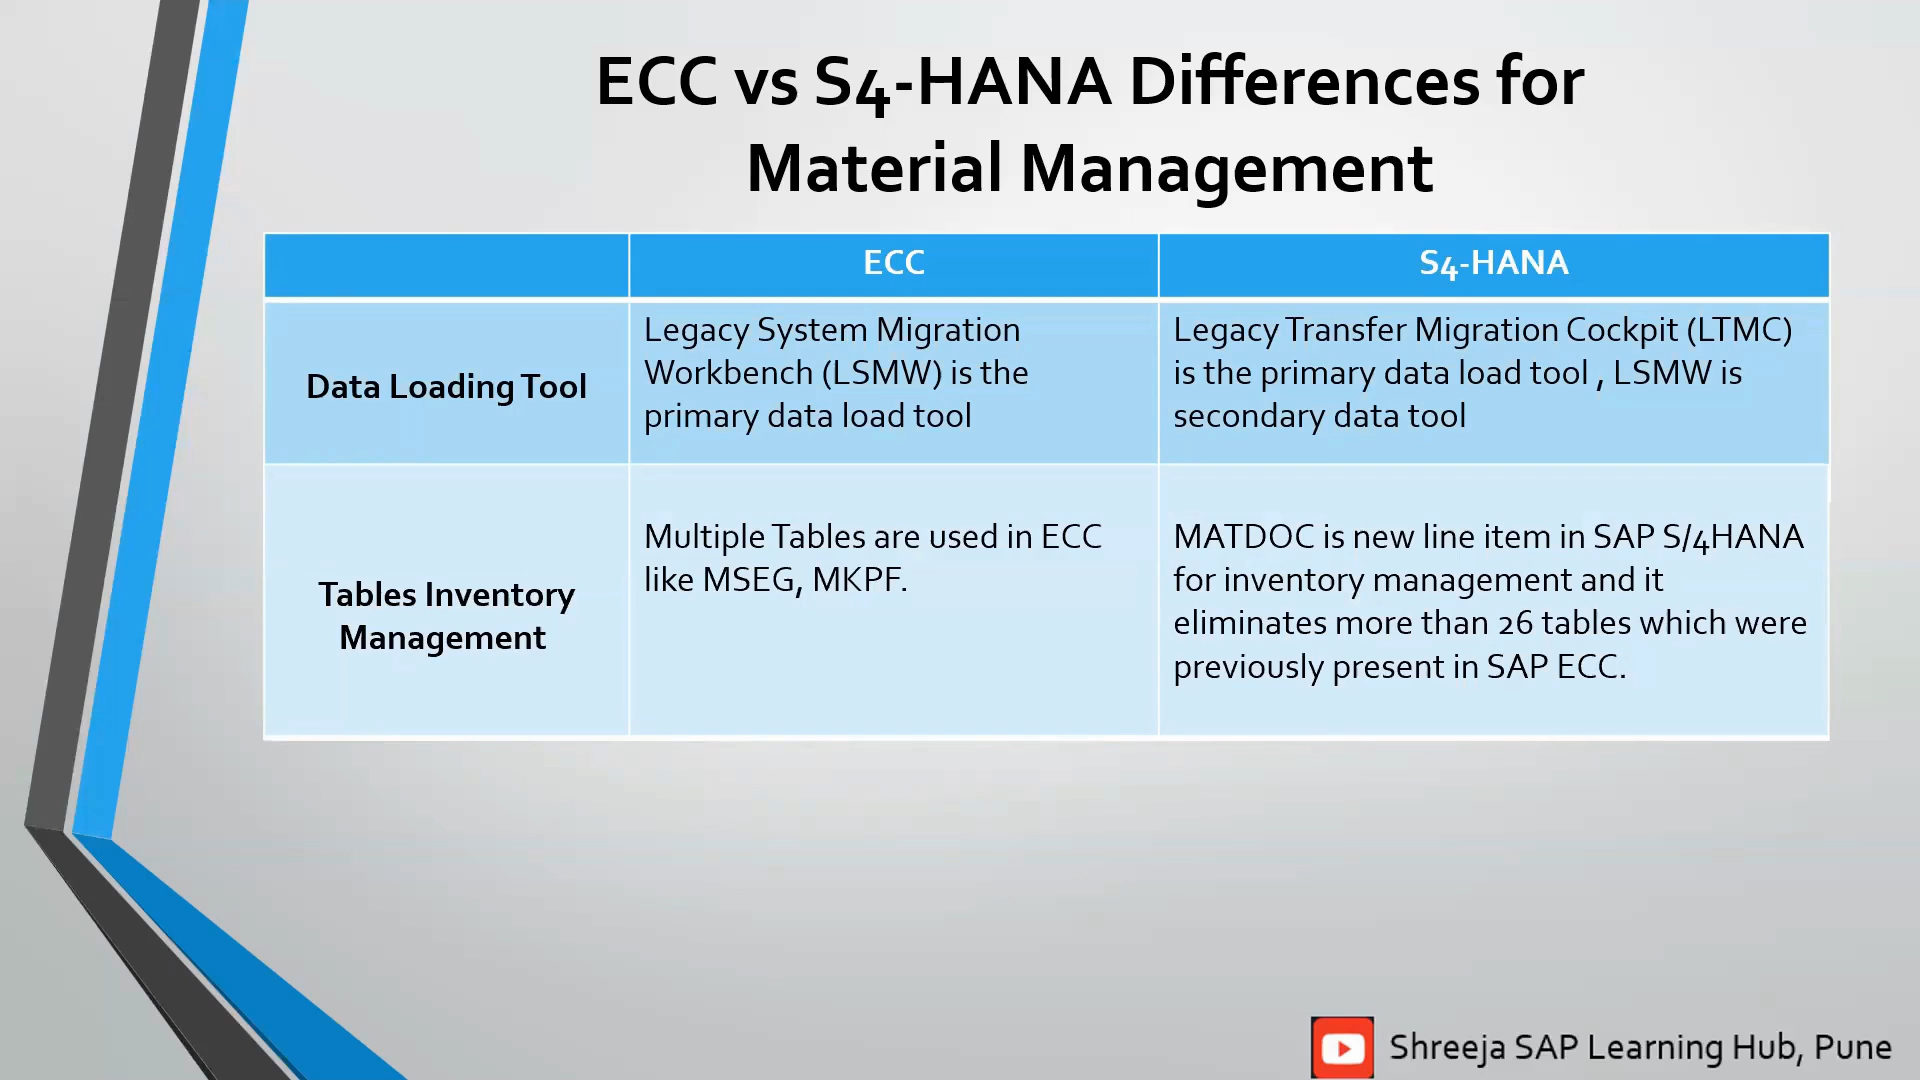 ECC vs S4-HANA Differences for
Material Management
ECC
S4-HANA
Data Loading Tool
Legacy System Migration
Workbench (LSMW) is the
primary data load tool
Legacy Transfer Migration Cockpit (LTMC)
is the primary data load tool , LSMW is
secondary data tool
Tables Inventory
Management
Multiple Tables are used in ECC
like MSEG, MKPF.
MATDOC is new line item in SAP S/4HANA
for inventory management and it
eliminates more than 26 tables which were
previously present in SAP ECC.
Shreeja SAP Learning Hub, Pune